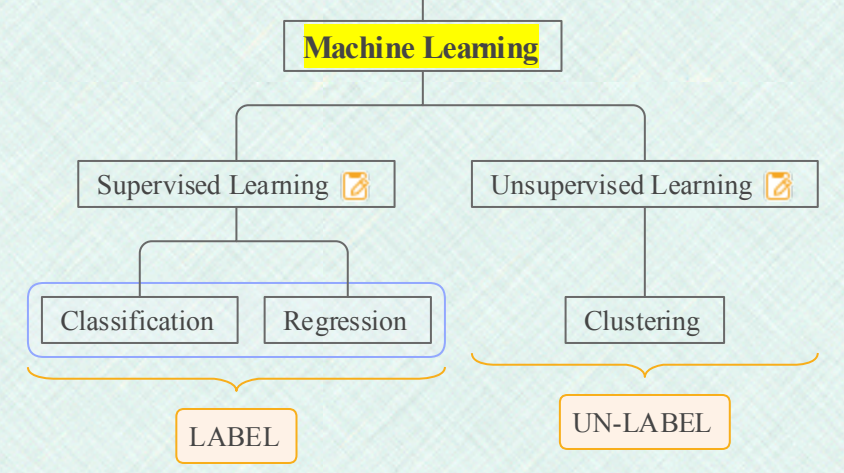 Machine Learning
Supervised Learning
Unsupervised Learning
Classification
Regression
Clustering
LABEL
UN-LABEL